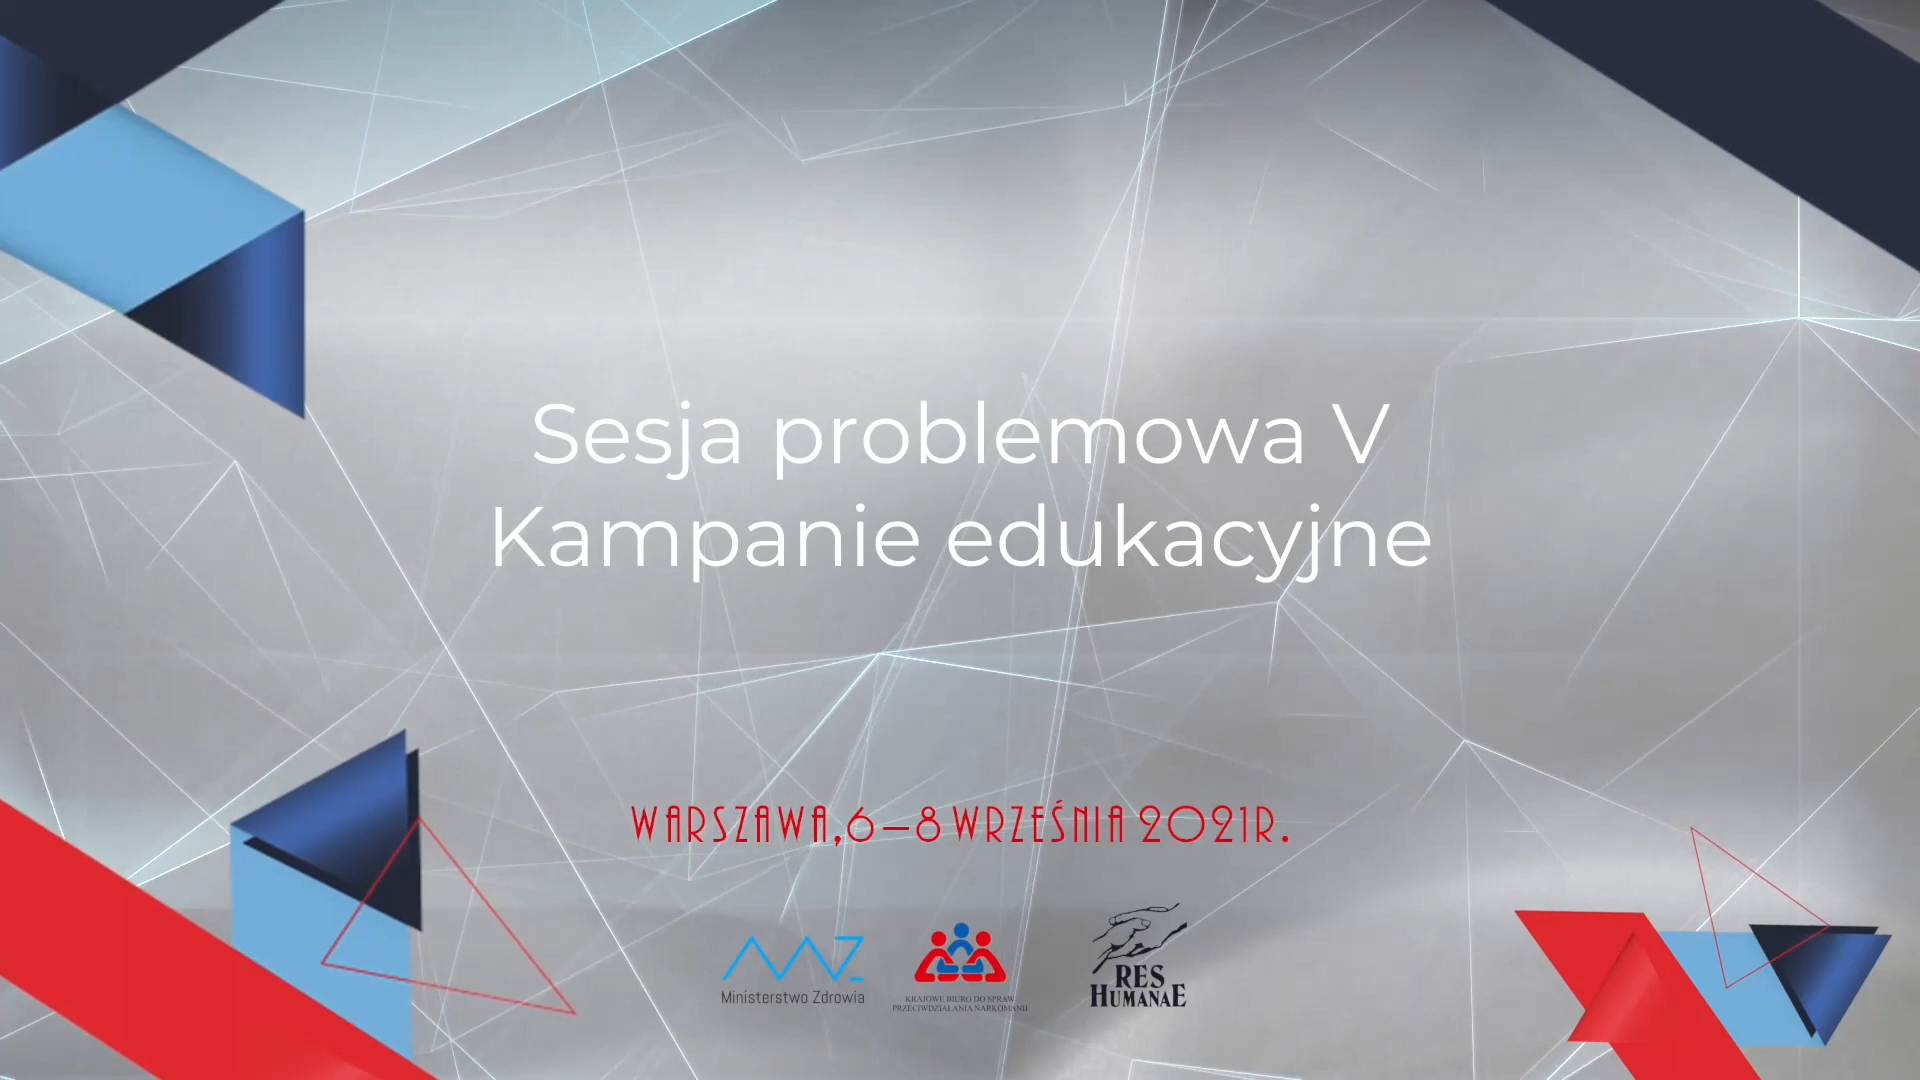 Sesja problemowa V
Kampanie edukacyjne
WARSZAWA, 6–8 WRZEŚNIA 2021R.
Ministerstwo Zdrowia
KRAJOWE BIURO DO SPRAW
PRZECIWDZIAŁANIA NARKOMANII
RES
HUMANAE